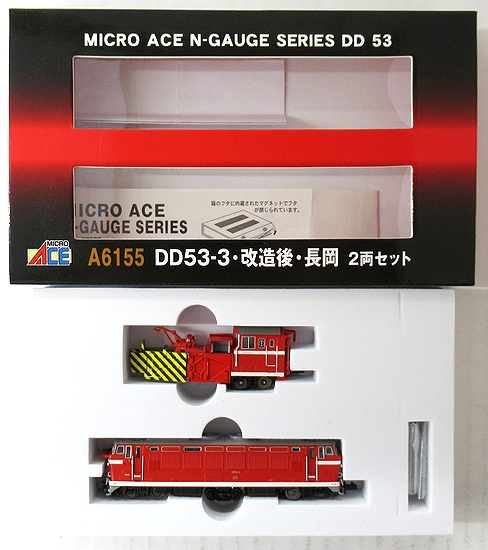 MICRO ACE N-GAUGE SERIES DD 53
ICRO ACE
-GAUGE SERIES
箱のフタに内蔵されたマグネットでフタ
が閉じられています。
MICRO
ACE
A6155 DD53-3・改造後・長岡 2両セット